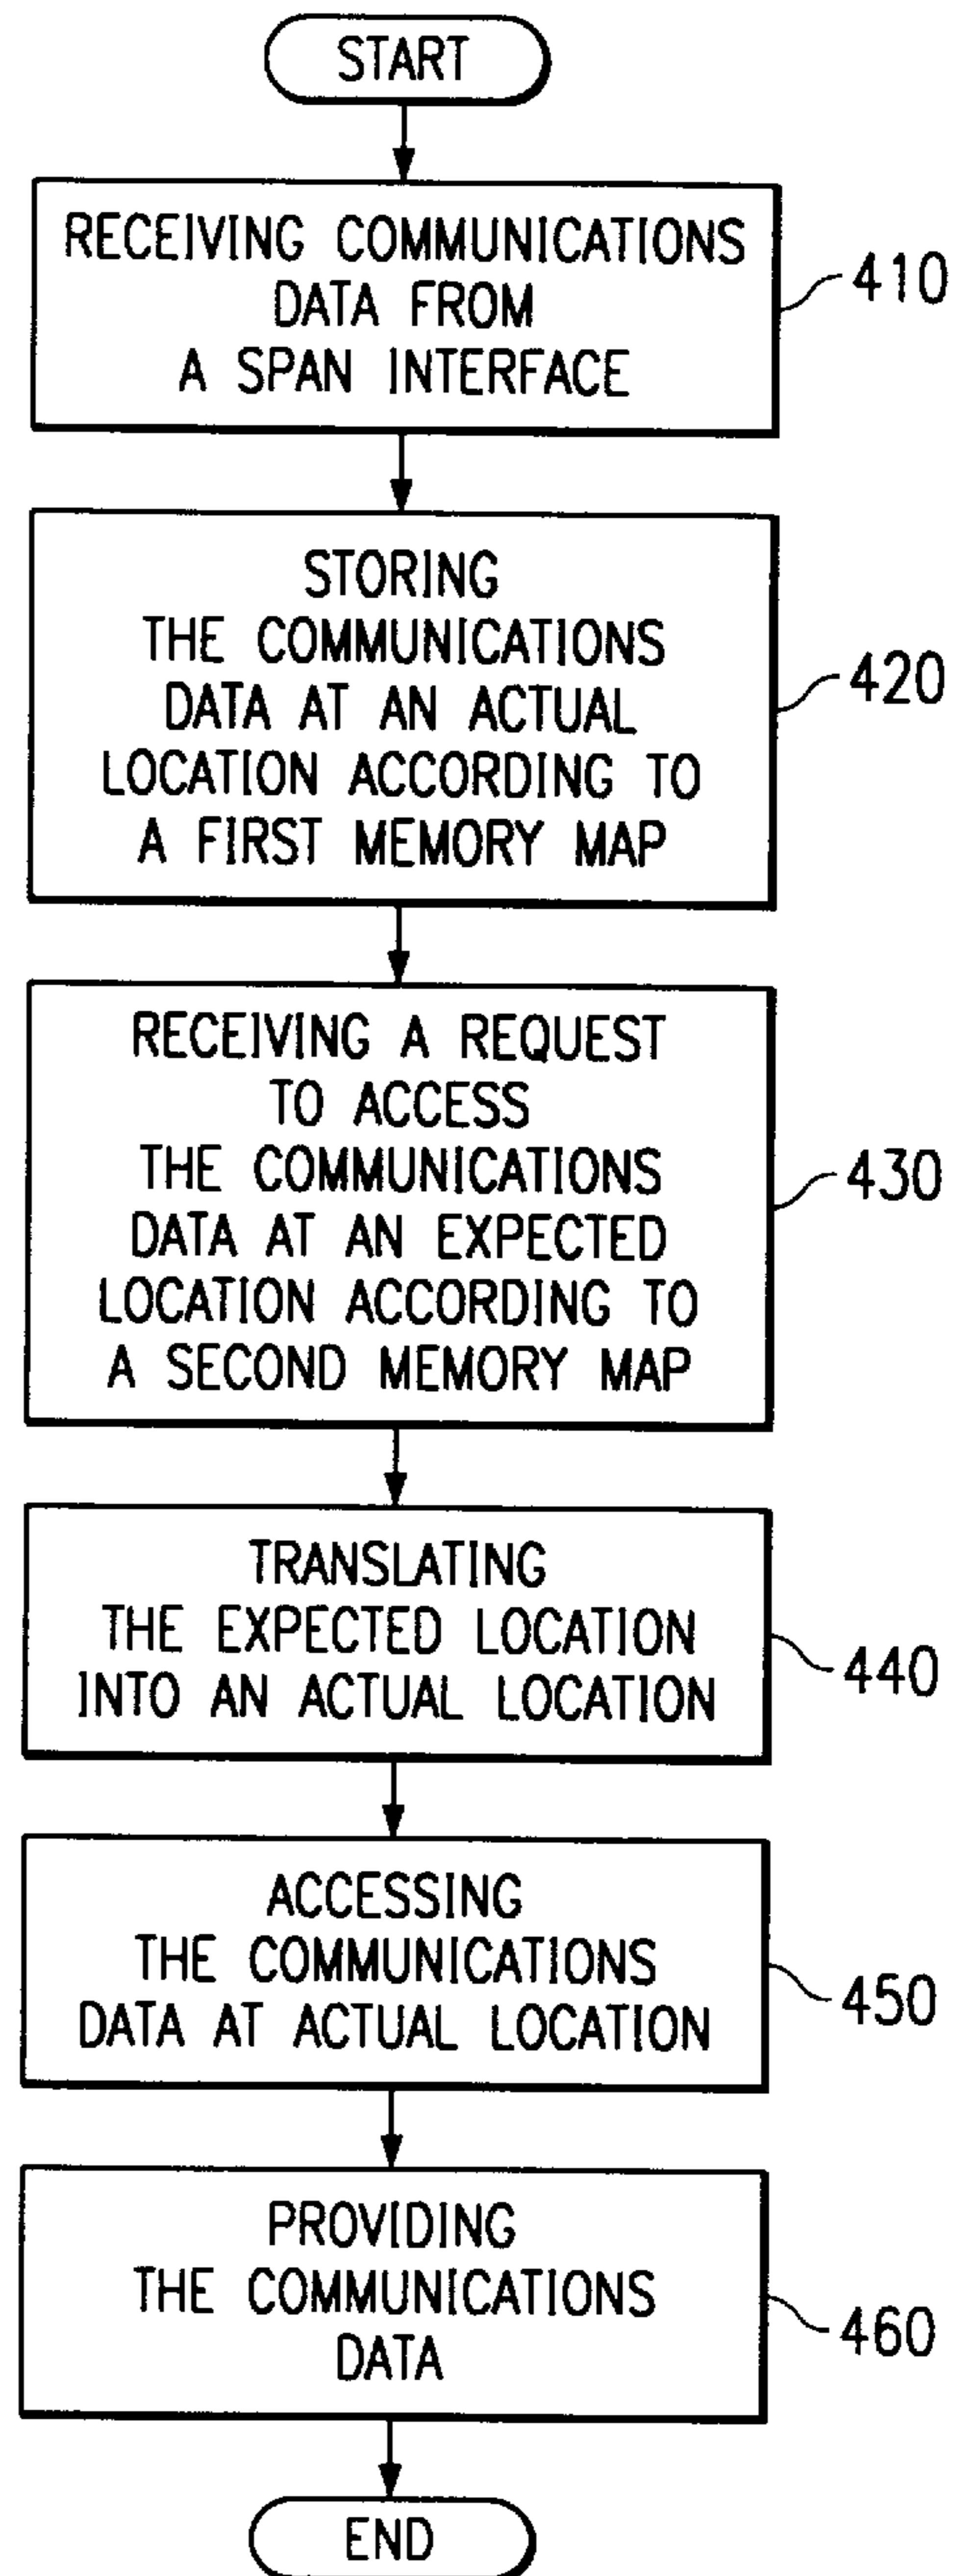 START
RECEIVING COMMUNICATIONS
DATA FROM
A SPAN INTERFACE
410
STORING
THE COMMUNICATIONS
DATA AT AN ACTUAL
LOCATION ACCORDING TO
A FIRST MEMORY MAP
420
RECEIVING A REQUEST
TO ACCESS
THE COMMUNICATIONS
DATA AT AN EXPECTED
LOCATION ACCORDING TO
A SECOND MEMORY MAP
430
TRANSLATING
THE EXPECTED LOCATION
INTO AN ACTUAL LOCATION
440
ACCESSING
THE COMMUNICATIONS
DATA AT ACTUAL LOCATION
450
PROVIDING
THE COMMUNICATIONS
DATA
460
END